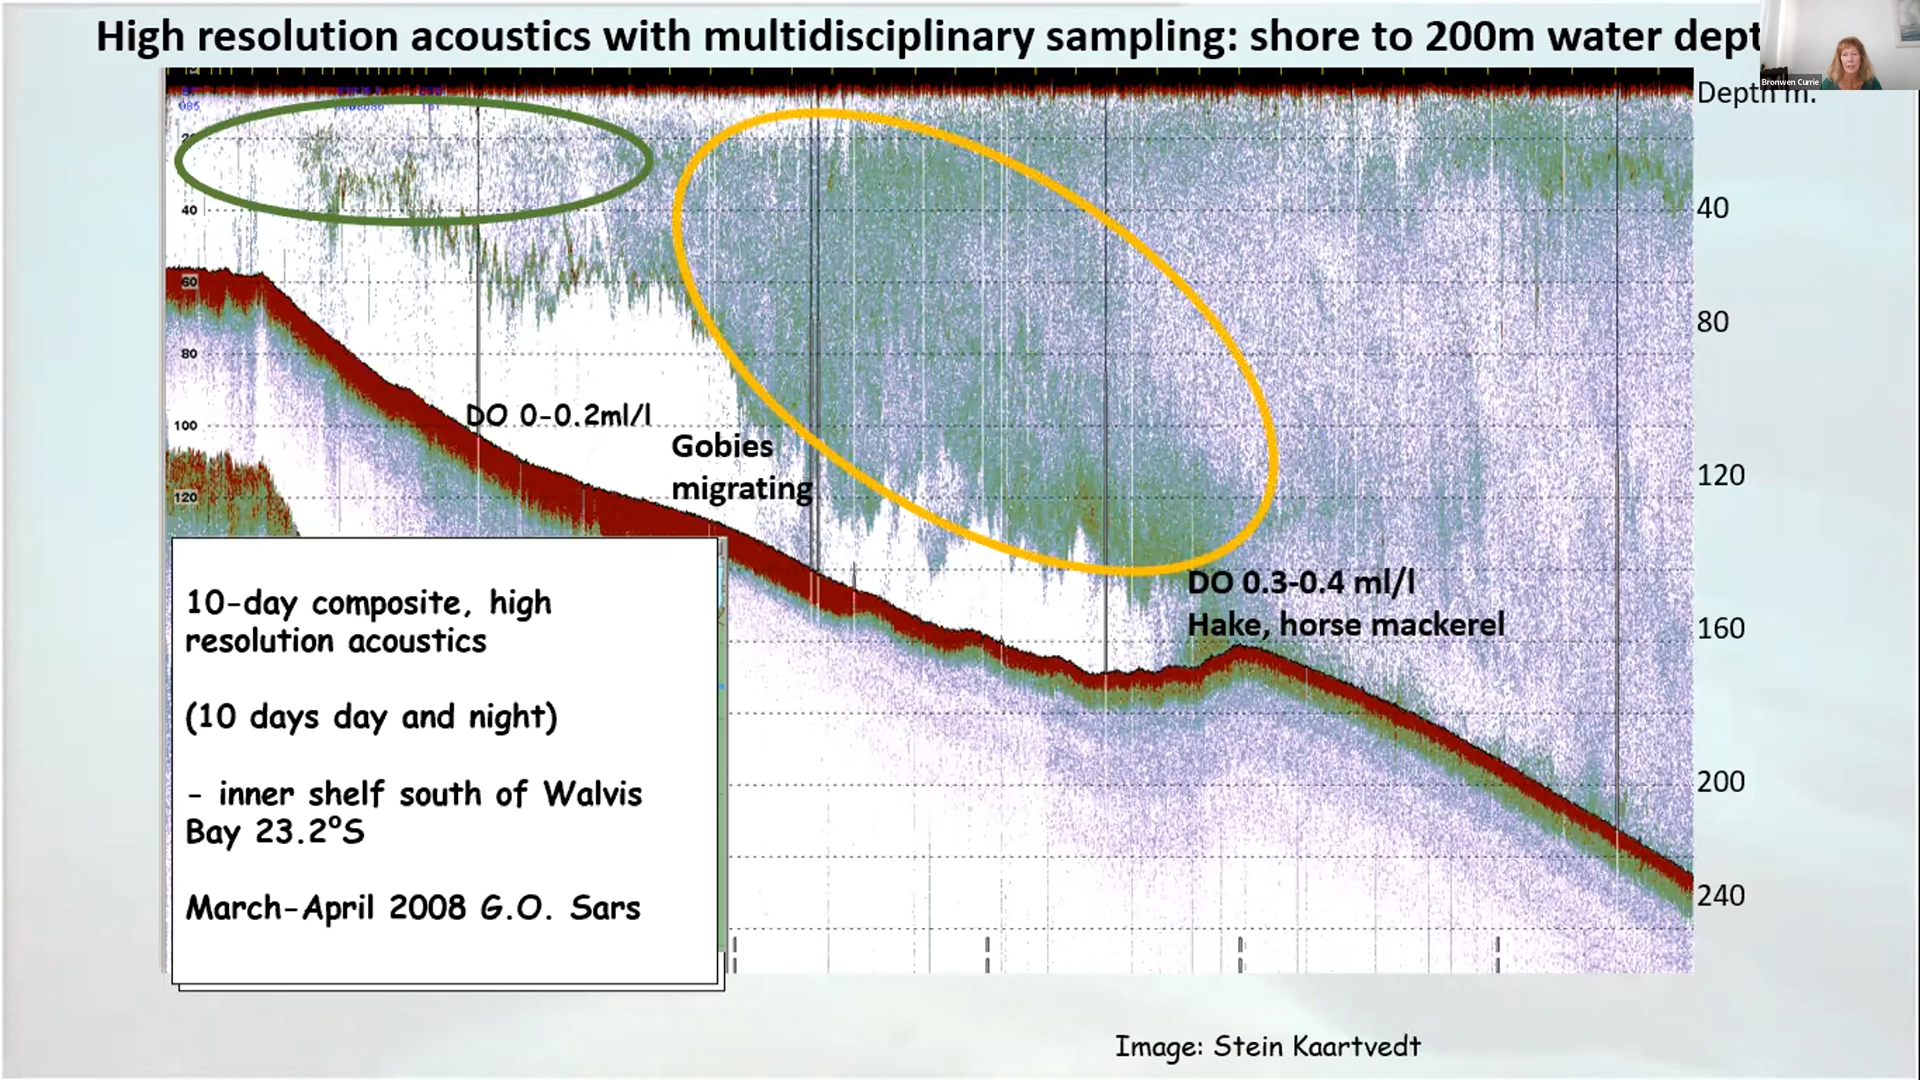 High resolution acoustics with multidisciplinary sampling: shore to 200m water dept
Bronwen Currie
Depth m.
40
60
80
100
120
40
80
120
160
200
240
DO 0-0.2ml/l
Gobies
migrating
DO 0.3-0.4 ml/l
Hake, horse mackerel
10-day composite, high
resolution acoustics
(10 days day and night)
- inner shelf south of Walvis
Bay 23.2°S
March-April 2008 G.O. Sars
Image: Stein Kaartvedt